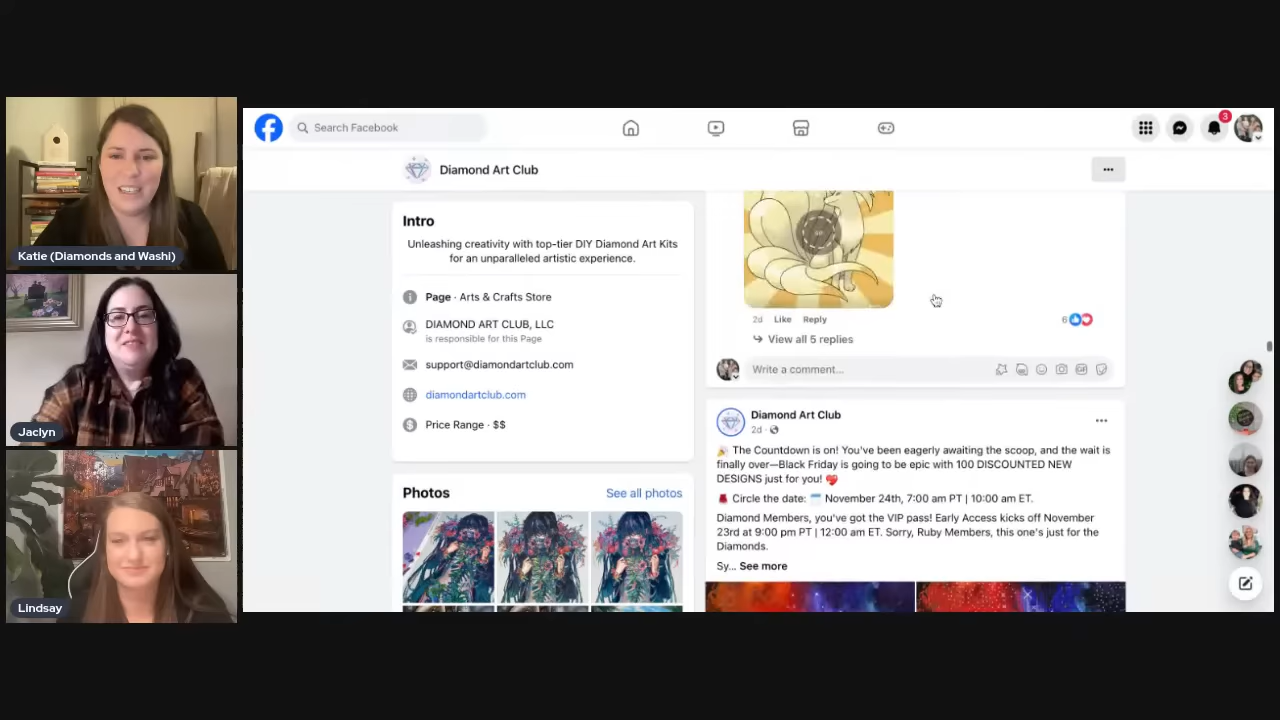 Katie (Diamonds and Washi)
Jaclyn
Lindsay
Search Facebook
3
Diamond Art Club
Intro
Unleashing creativity with top-tier DIY Diamond Art Kits
for an unparalleled artistic experience.
Page · Arts & Crafts Store
DIAMOND ART CLUB, LLC
is responsible for this Page
support@diamondartclub.com
diamondartclub.com
Price Range · $$
Photos
See all photos
2d Like Reply 6
View all 5 replies
Write a comment...
Diamond Art Club
2d ·
🎉 The Countdown is on! You've been eagerly awaiting the scoop, and the wait is
finally over—Black Friday is going to be epic with 100 DISCOUNTED NEW
DESIGNS just for you! 💖
Circle the date: 🗓️ November 24th, 7:00 am PT | 10:00 am ET.
Diamond Members, you've got the VIP pass! Early Access kicks off November
23rd at 9:00 pm PT | 12:00 am ET. Sorry, Ruby Members, this one's just for the
Diamonds.
Sy... See more